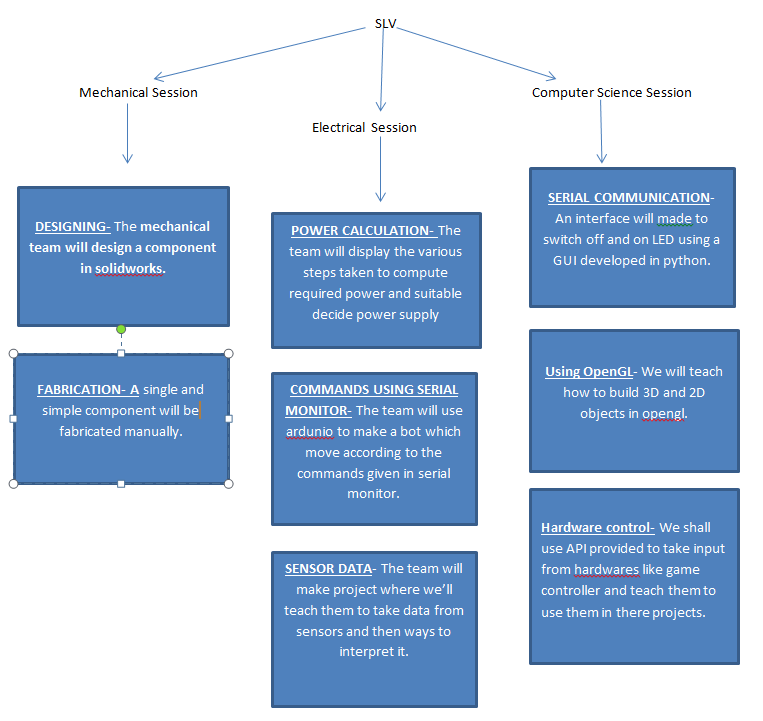 SLV
Mechanical Session
DESIGNING- The mechanical
team will design a component
in solidworks.
FABRICATION- A single and
simple component will be
fabricated manually.
Electrical Session
POWER CALCULATION- The
team will display the various
steps taken to compute
required power and suitable
decide power supply
COMMANDS USING SERIAL
MONITOR- The team will use
ardunio to make a bot which
move according to the
commands given in serial
monitor.
SENSOR DATA- The team will
make project where we'll
teach them to take data from
sensors and then ways to
interpret it.
Computer Science Session
SERIAL COMMUNICATION-
An interface will made to
switch off and on LED using a
GUI developed in python.
Using OpenGL- We will teach
how to build 3D and 2D
objects in opengl.
Hardware control- We shall
use API provided to take input
from hardwares like game
controller and teach them to
use them in there projects.